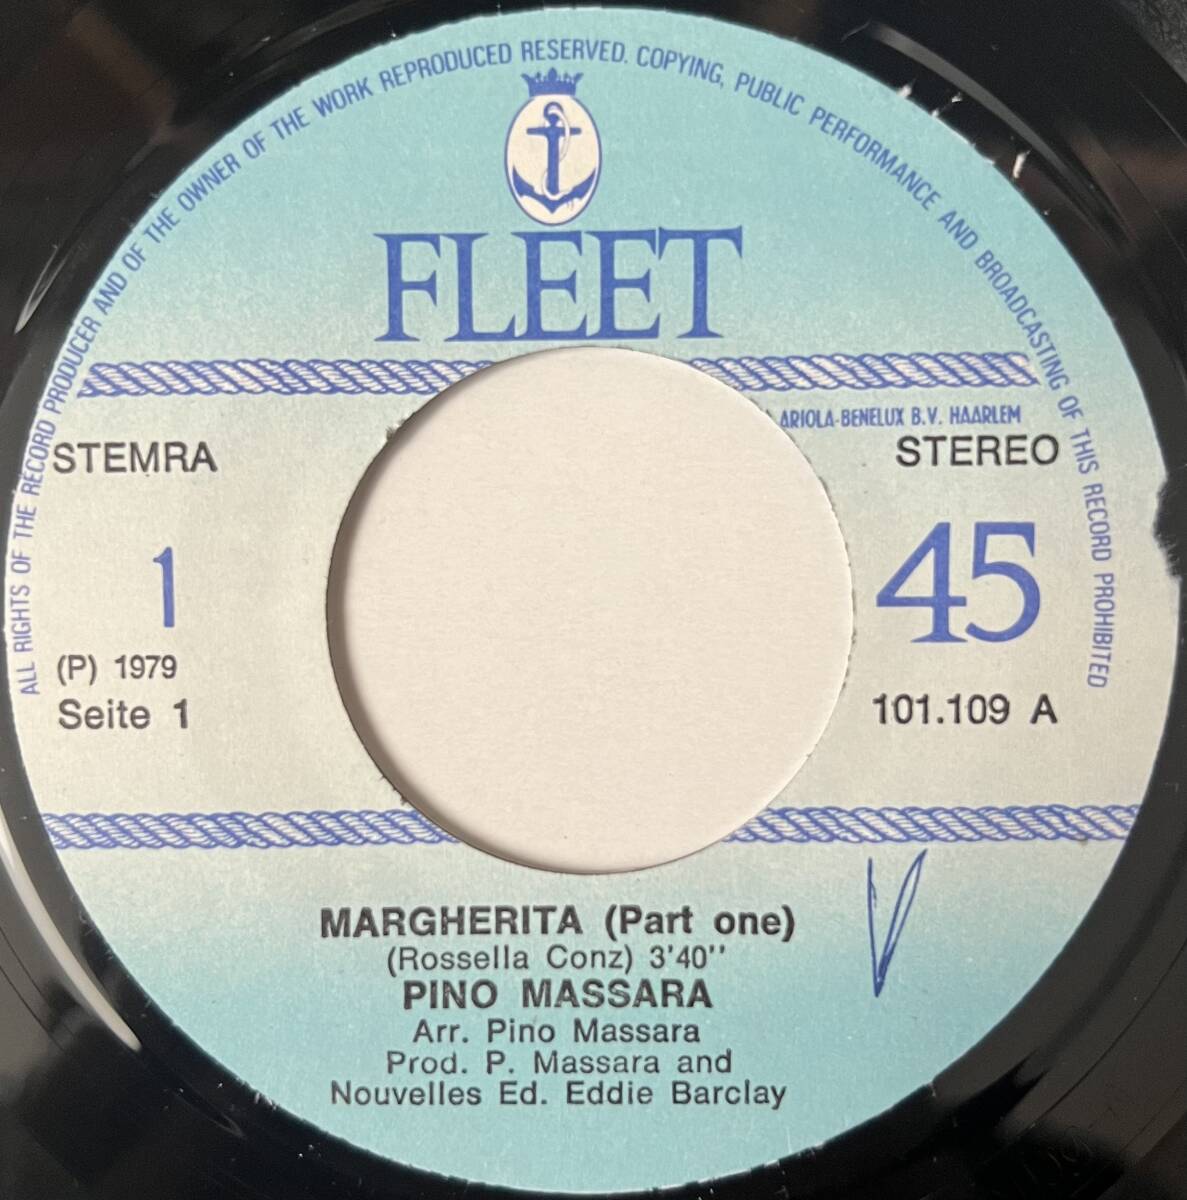 ALL RIGHTS OF THE RECORD PRODUCER AND OF THE OWNER OF THE WORK REPRODUCED RESERVED. COPYING, PUBLIC PERFORMANCE AND BROADCASTING OF THIS RECORD PROHIBITED
FLEET
ARIOLA-BENELUX B.V. HAARLEM
STEMRA
STEREO
1
45
(P) 1979
Seite 1
101.109 A
MARGHERITA (Part one)
(Rossella Conz) 3'40''
PINO MASSARA
Arr. Pino Massara
Prod. P. Massara and
Nouvelles Ed. Eddie Barclay
V